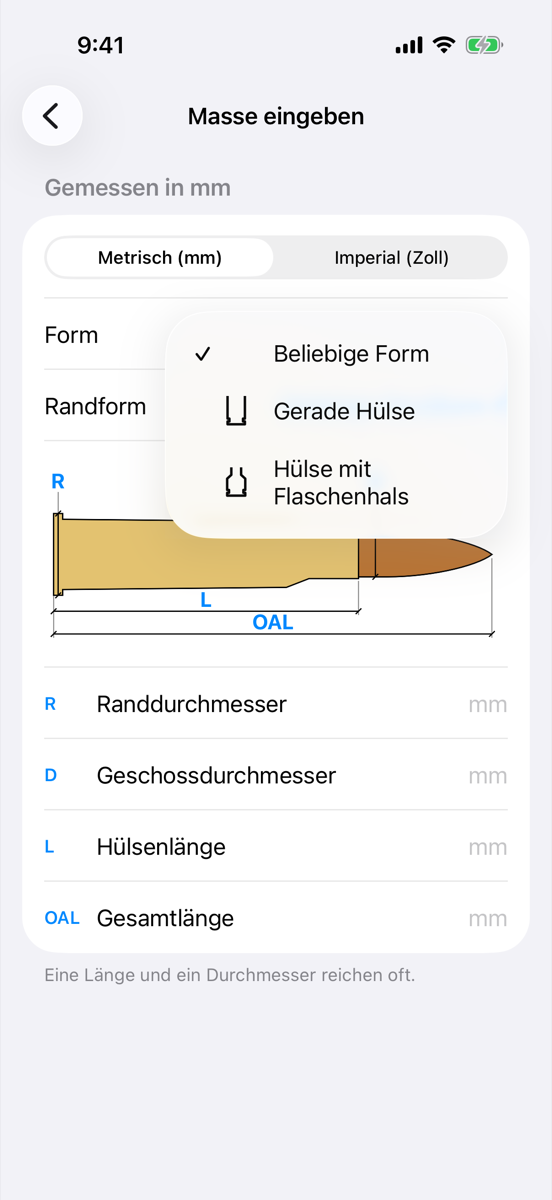 9:41
Masse eingeben
Gemessen in mm
Metrisch (mm)
Imperial (Zoll)
Form
Beliebige Form
Randform
Gerade Hülse
Hülse mit
Flaschenhals
R
L
OAL
R Randdurchmesser mm
D Geschossdurchmesser mm
L Hülsenlänge mm
OAL Gesamtlänge mm
Eine Länge und ein Durchmesser reichen oft.